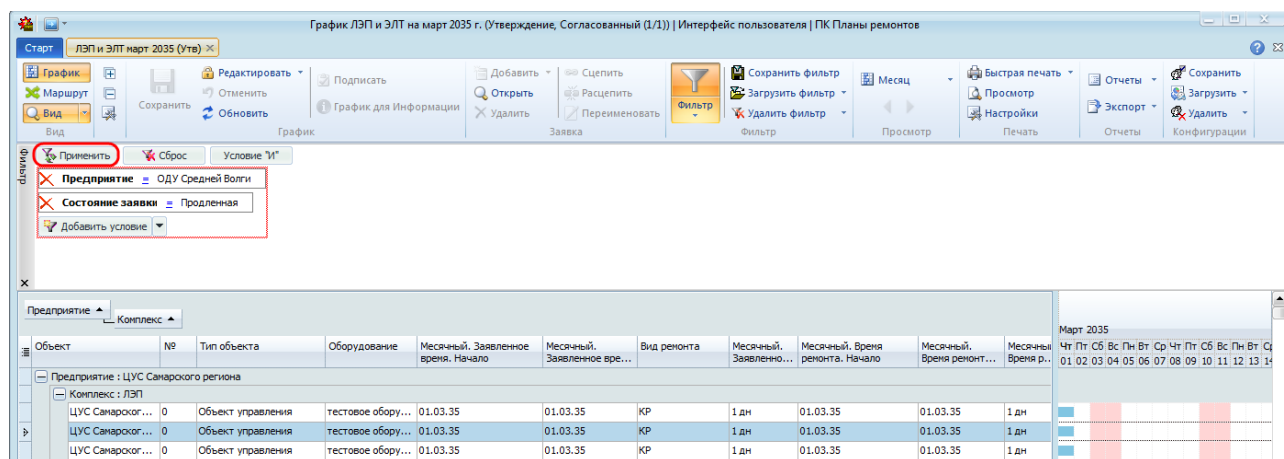 График ЛЭП и ЭЛТ на март 2035 г. (Утверждение, Согласованный (1/1)) | Интерфейс пользователя | ПК Планы ремонтов
Старт ЛЭП и ЭЛТ март 2035 (Утв)
График Редактировать Подписать Добавить Сцепить Сохранить фильтр Месяц Быстрая печать Отчеты Сохранить
Маршрут Сохранить Отменить График для Информации Открыть Расцепить Фильтр Загрузить фильтр Просмотр Экспорт Загрузить
Вид Обновить Удалить Переименовать Удалить фильтр Настройки Удалить
Вид График Заявка Фильтр Просмотр Печать Отчеты Конфигурации
Фильтр
Применить Сброс Условие "И"
Предприятие = ОДУ Средней Волги
Состояние заявки = Продленная
Добавить условие
Предприятие
Комплекс
Март 2035
Объект № Тип объекта Оборудование Месячный. Заявленное время. Начало Месячный. Заявленное вре... Вид ремонта Месячный. Заявленно... Месячный. Время ремонта. Начало Месячный. Время ремонт... Месячный Время р...
Чт Пт Сб Вс Пн Вт Ср Чт Пт Сб Вс Пн Вт Ср
01 02 03 04 05 06 07 08 09 10 11 12 13 14
Предприятие : ЦУС Самарского региона
Комплекс : ЛЭП
ЦУС Самарског... 0 Объект управления тестовое обору... 01.03.35 01.03.35 КР 1 дн 01.03.35 01.03.35 1 дн
ЦУС Самарског... 0 Объект управления тестовое обору... 01.03.35 01.03.35 КР 1 дн 01.03.35 01.03.35 1 дн
ЦУС Самарског... 0 Объект управления тестовое обору... 01.03.35 01.03.35 КР 1 дн 01.03.35 01.03.35 1 дн